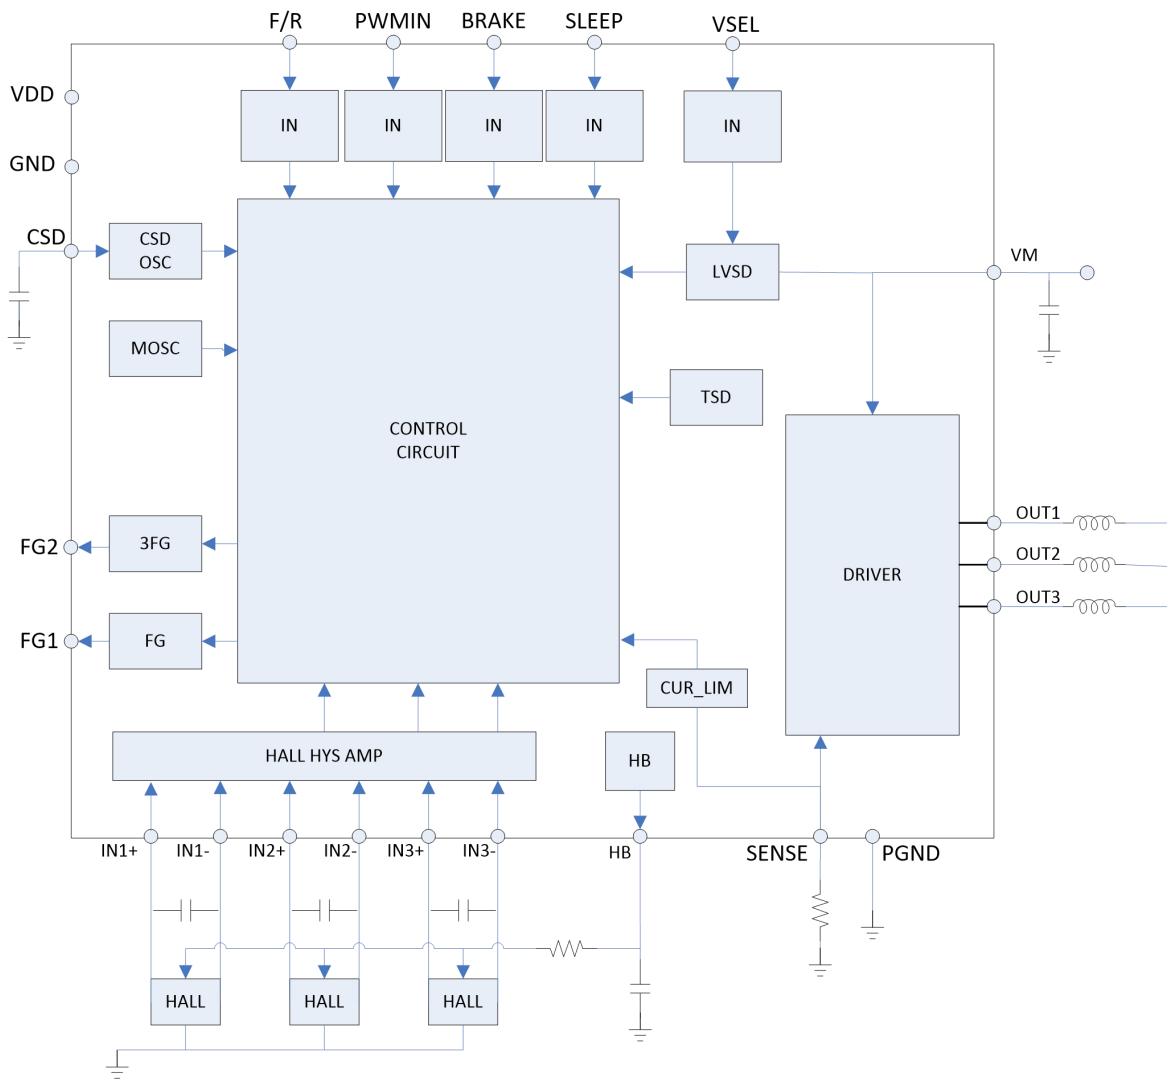 F/R PWMIN BRAKE SLEEP VSEL
VDD
IN IN IN IN IN
GND
CSD
CSD
OSC
LVSD
VM
MOSC
TSD
CONTROL
CIRCUIT
OUT1
FG2
3FG
OUT2
DRIVER
OUT3
FG1
FG
CUR_LIM
HALL HYS AMP
HB
IN1+ IN1- IN2+ IN2- IN3+ IN3- HB SENSE PGND
HALL HALL HALL